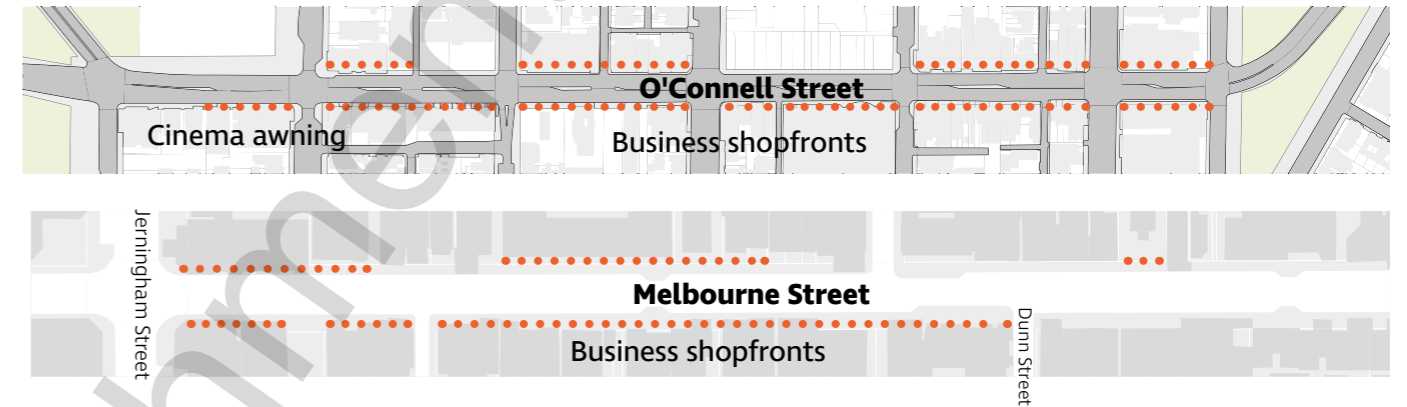 O'Connell Street
Cinema awning
Business shopfronts
Jerningham Street
Melbourne Street
Business shopfronts
Dunn Street